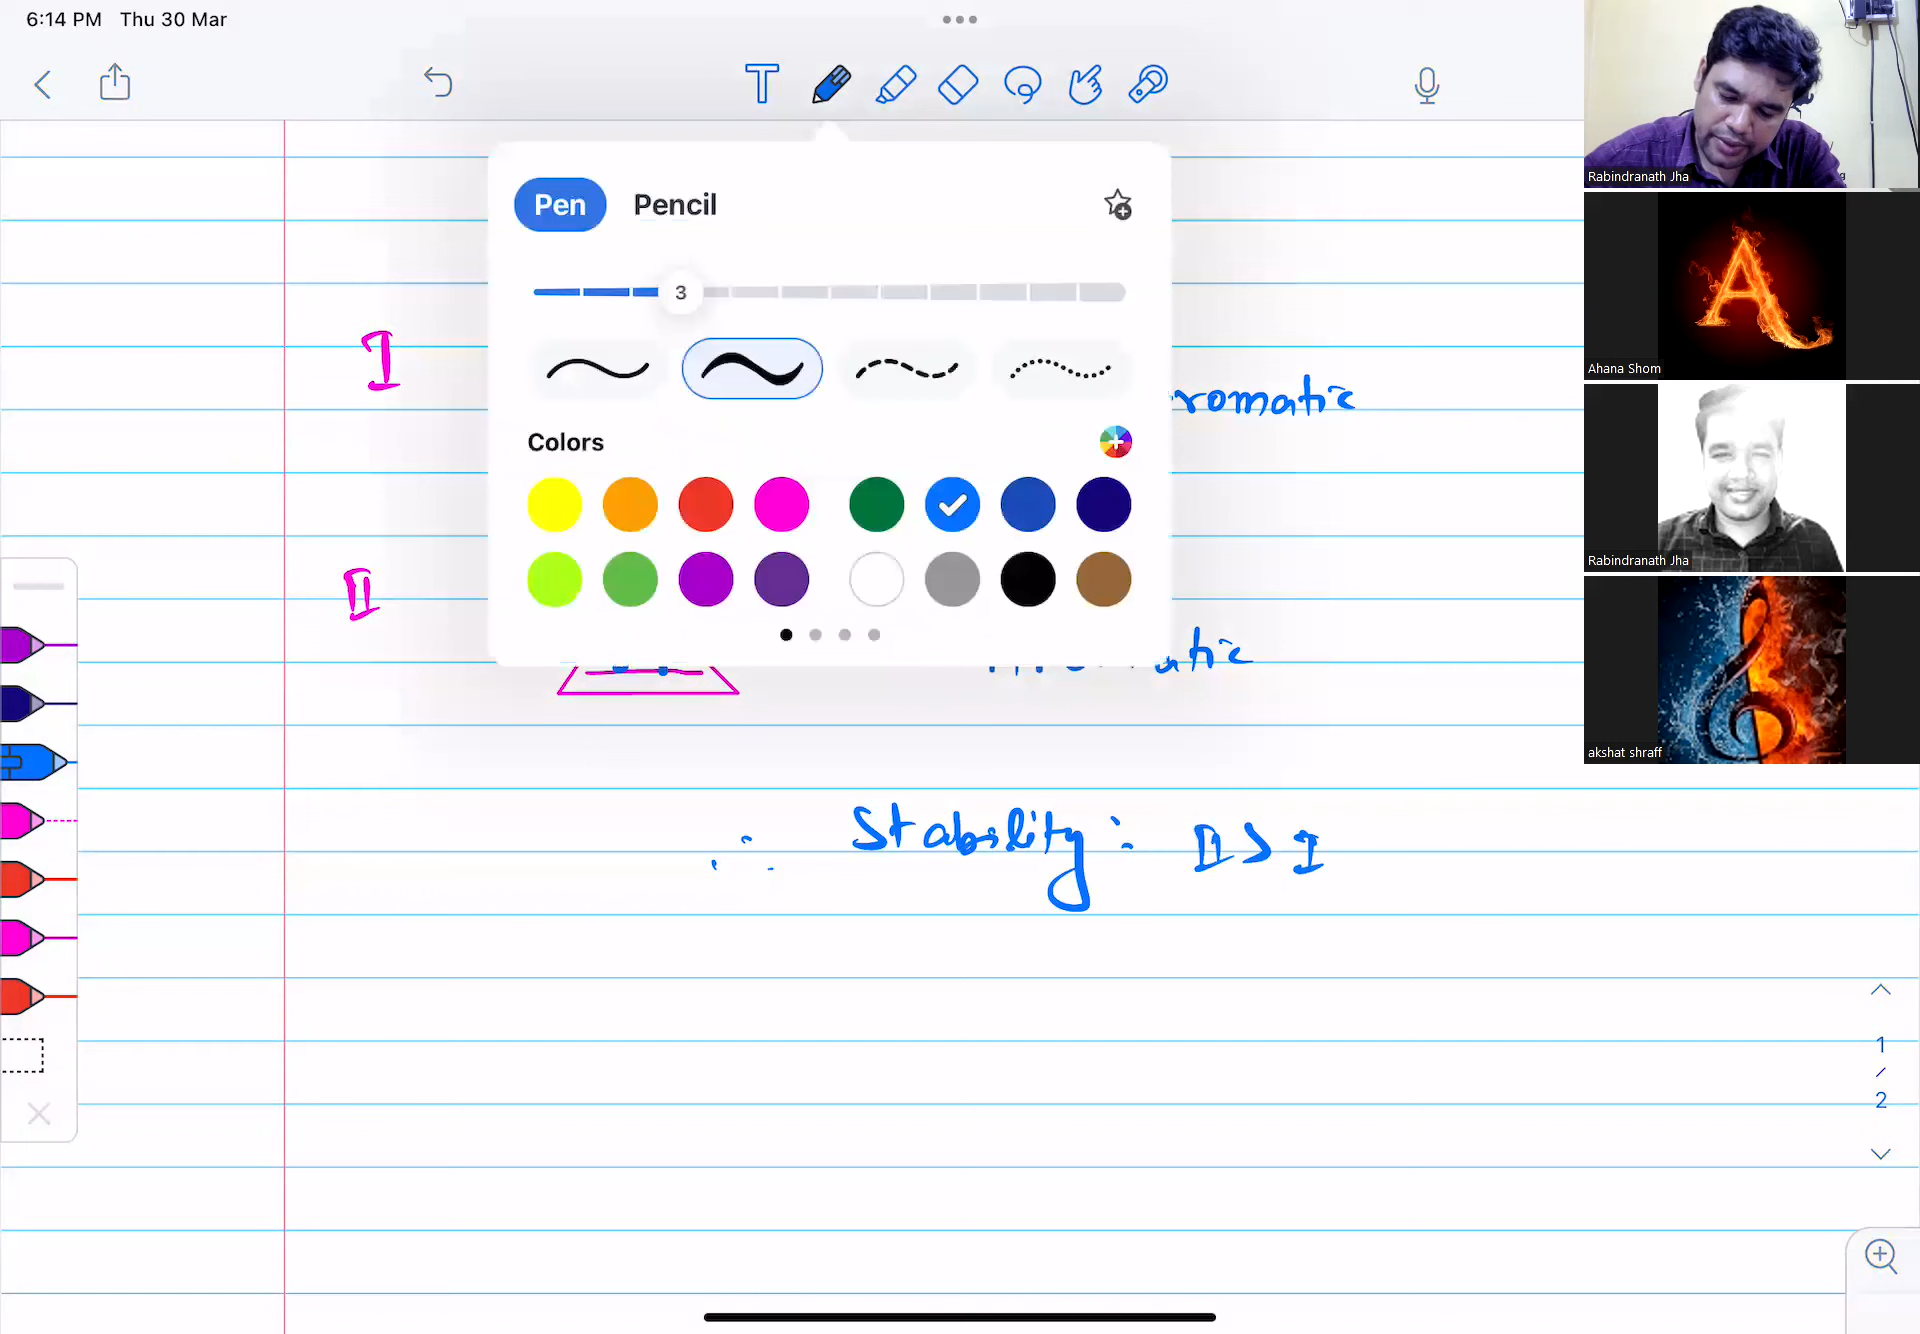 6:14 PM Thu 30 Mar
T
Rabindranath Jha
Pen Pencil
3
I
romatic
Ahana Shom
Colors
II
Rabindranath Jha
atic
akshat shraff
∴ Stability : II > I
1
/
2